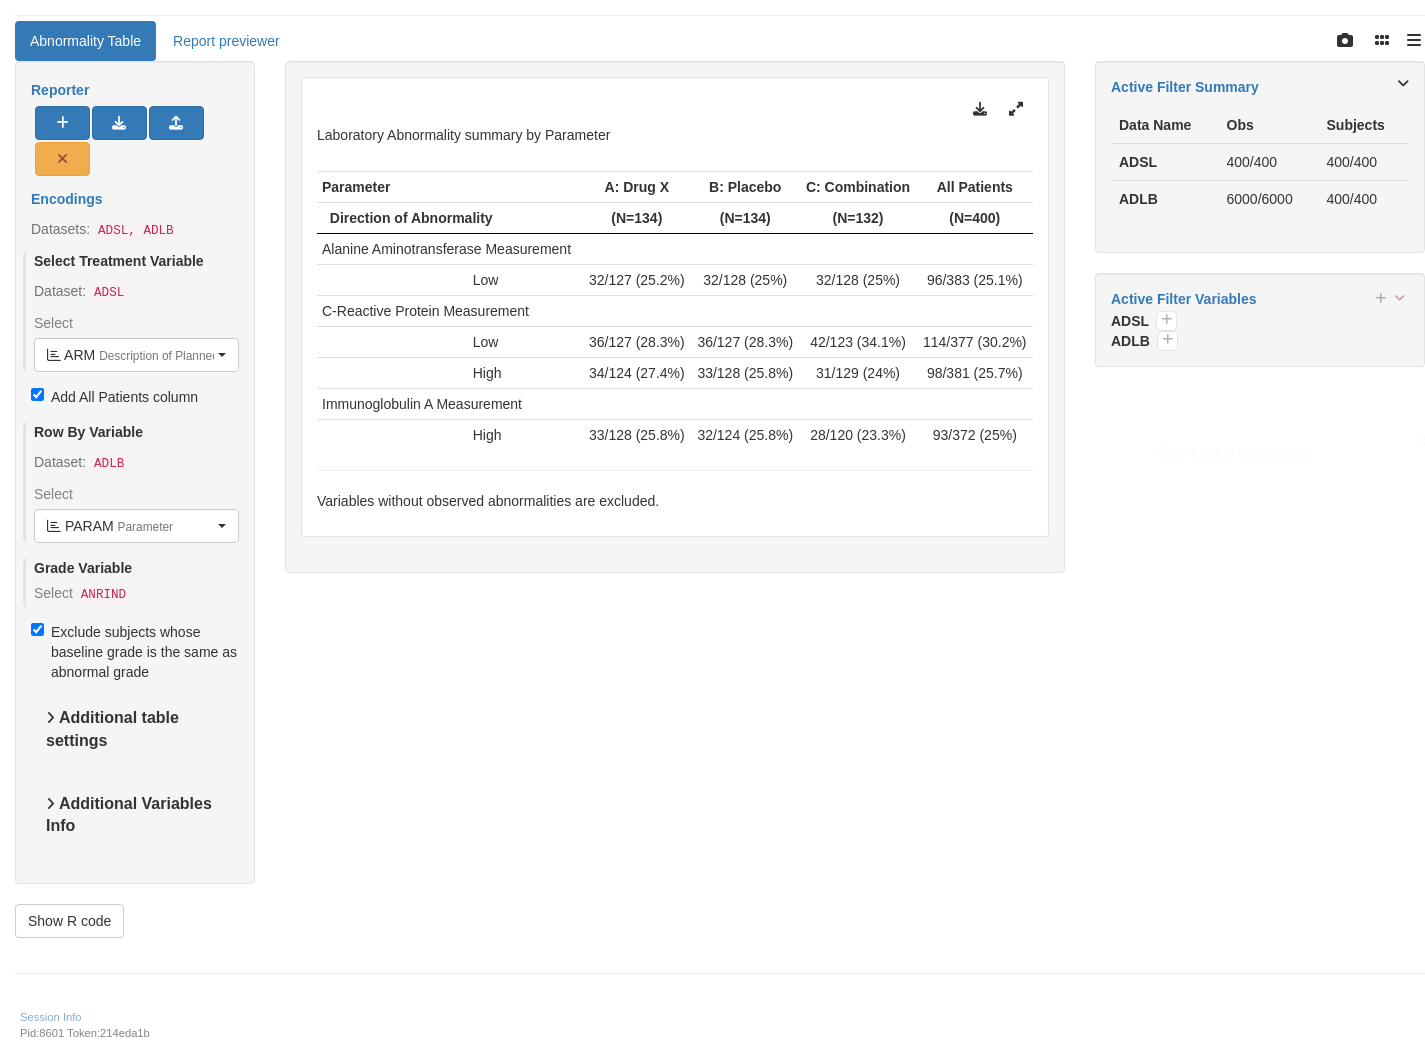 Abnormality Table
Report previewer
Reporter
Encodings
Datasets: ADSL, ADLB
Select Treatment Variable
Dataset: ADSL
Select
ARM Description of Planned
Add All Patients column
Row By Variable
Dataset: ADLB
Select
PARAM Parameter
Grade Variable
Select ANRIND
Exclude subjects whose
baseline grade is the same as
abnormal grade
Additional table
settings
Additional Variables
Info
Show R code
Laboratory Abnormality summary by Parameter
Parameter A: Drug X B: Placebo C: Combination All Patients
Direction of Abnormality (N=134) (N=134) (N=132) (N=400)
Alanine Aminotransferase Measurement
Low 32/127 (25.2%) 32/128 (25%) 32/128 (25%) 96/383 (25.1%)
C-Reactive Protein Measurement
Low 36/127 (28.3%) 36/127 (28.3%) 42/123 (34.1%) 114/377 (30.2%)
High 34/124 (27.4%) 33/128 (25.8%) 31/129 (24%) 98/381 (25.7%)
Immunoglobulin A Measurement
High 33/128 (25.8%) 32/124 (25.8%) 28/120 (23.3%) 93/372 (25%)
Variables without observed abnormalities are excluded.
Active Filter Summary
Data Name Obs Subjects
ADSL 400/400 400/400
ADLB 6000/6000 400/400
Active Filter Variables
ADSL
ADLB
Session Info
Pid:8601 Token:214eda1b